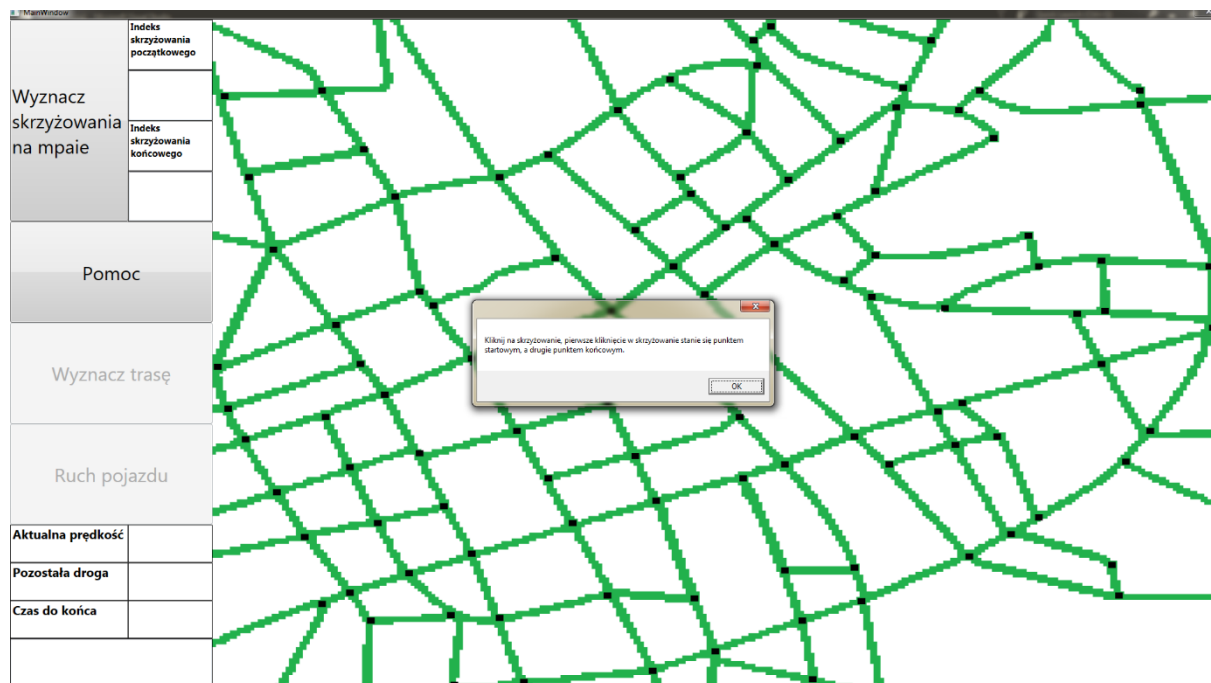 MainWindow
Wyznacz
skrzyżowania
na mpaie
Indeks
skrzyżowania
początkowego
Indeks
skrzyżowania
końcowego
Pomoc
Wyznacz trasę
Ruch pojazdu
Aktualna prędkość
Pozostała droga
Czas do końca
Kliknij na skrzyżowanie, pierwsze kliknięcie w skrzyżowanie stanie się punktem
startowym, a drugie punktem końcowym.
OK